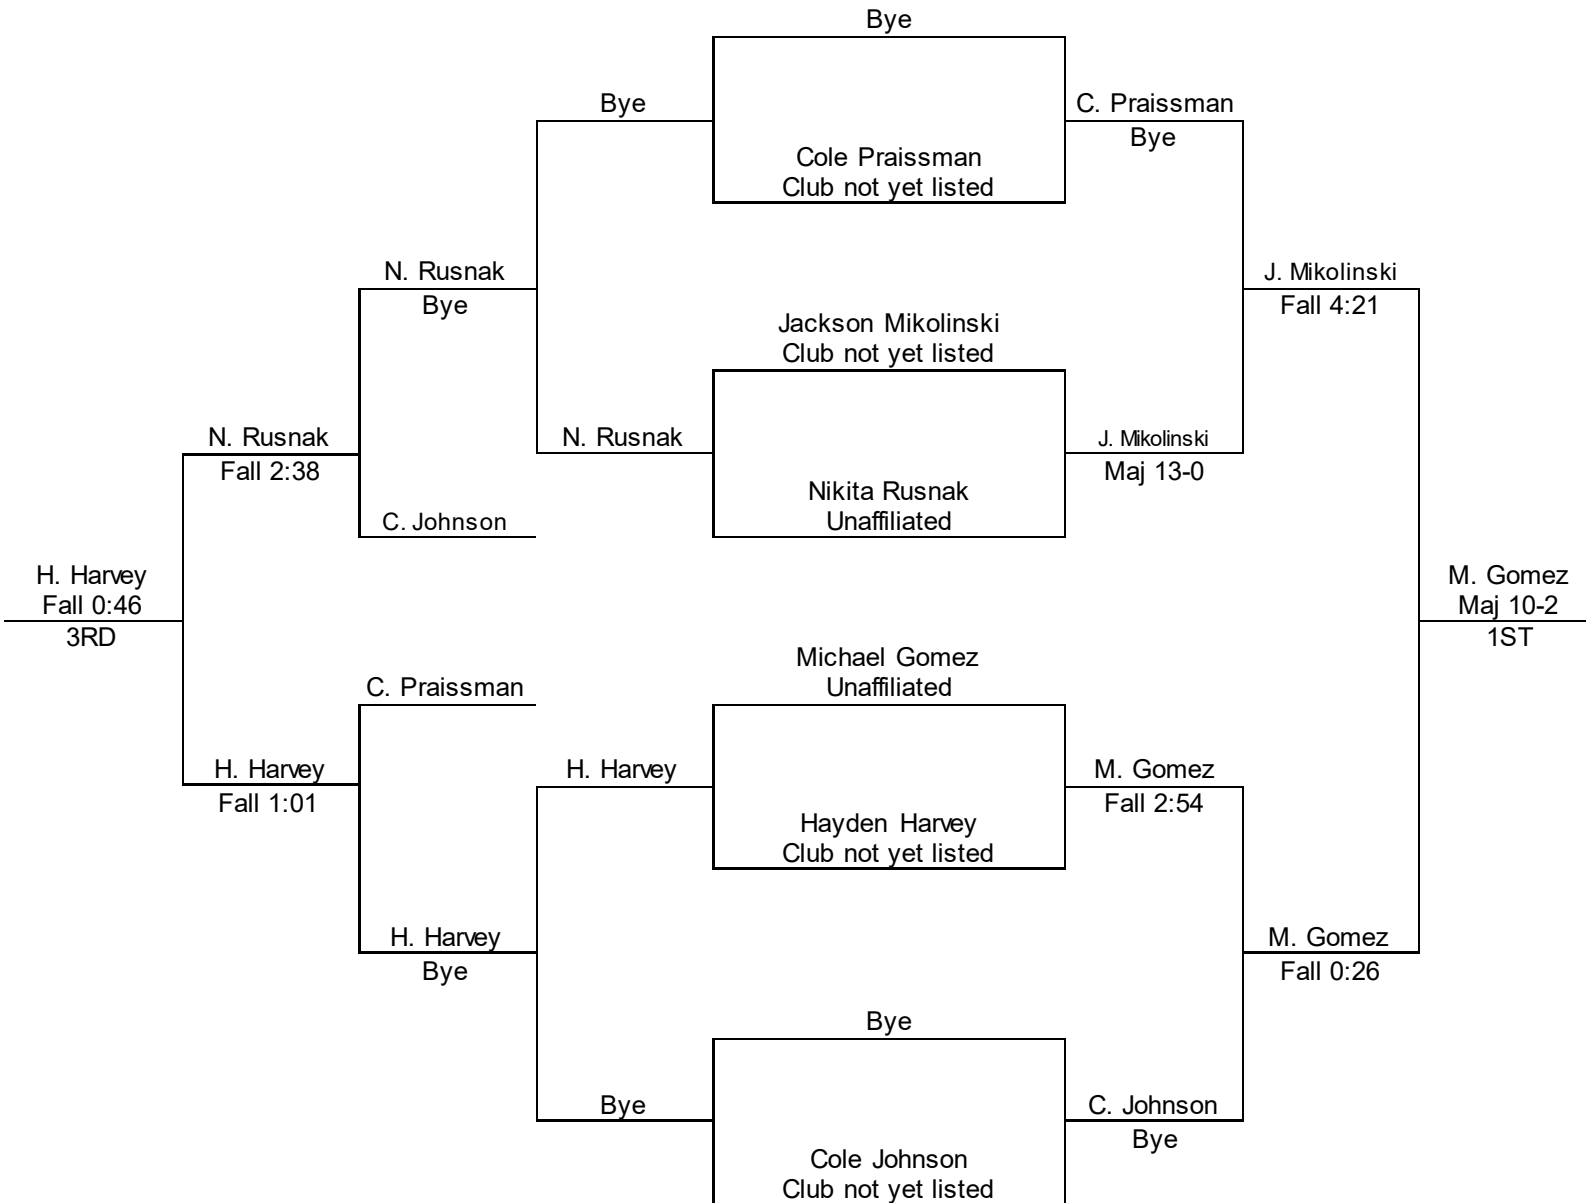 Bye
Bye
C. Praissman
Bye
Cole Praissman
Club not yet listed
N. Rusnak
Bye
J. Mikolinski
Fall 4:21
Jackson Mikolinski
Club not yet listed
N. Rusnak
Fall 2:38
N. Rusnak
J. Mikolinski
Maj 13-0
Nikita Rusnak
Unaffiliated
C. Johnson
H. Harvey
Fall 0:46
3RD
M. Gomez
Maj 10-2
1ST
Michael Gomez
Unaffiliated
C. Praissman
H. Harvey
Fall 1:01
H. Harvey
M. Gomez
Fall 2:54
Hayden Harvey
Club not yet listed
H. Harvey
Bye
M. Gomez
Fall 0:26
Bye
Bye
C. Johnson
Bye
Cole Johnson
Club not yet listed